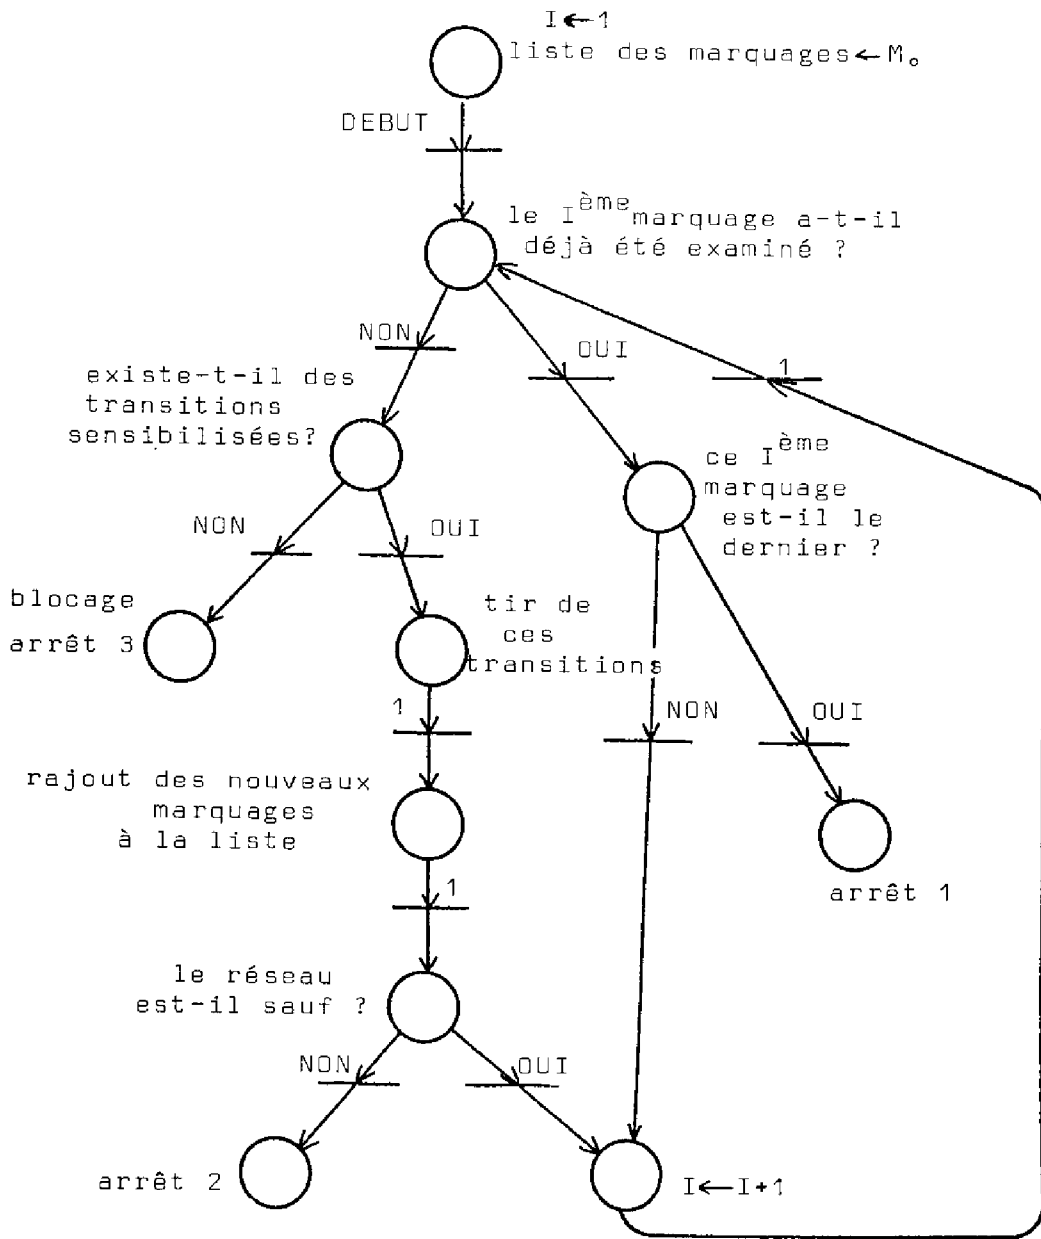 I←1
liste des marquages←M₀
DEBUT
le Ième marquage a-t-il
déjà été examiné ?
NON
OUI
1
existe-t-il des
transitions
sensibilisées?
ce Ième
marquage
est-il le
dernier ?
NON
OUI
blocage
arrêt 3
tir de
ces
transitions
1
NON
OUI
rajout des nouveaux
marquages
à la liste
arrêt 1
1
le réseau
est-il sauf ?
NON
OUI
arrêt 2
I←I+1